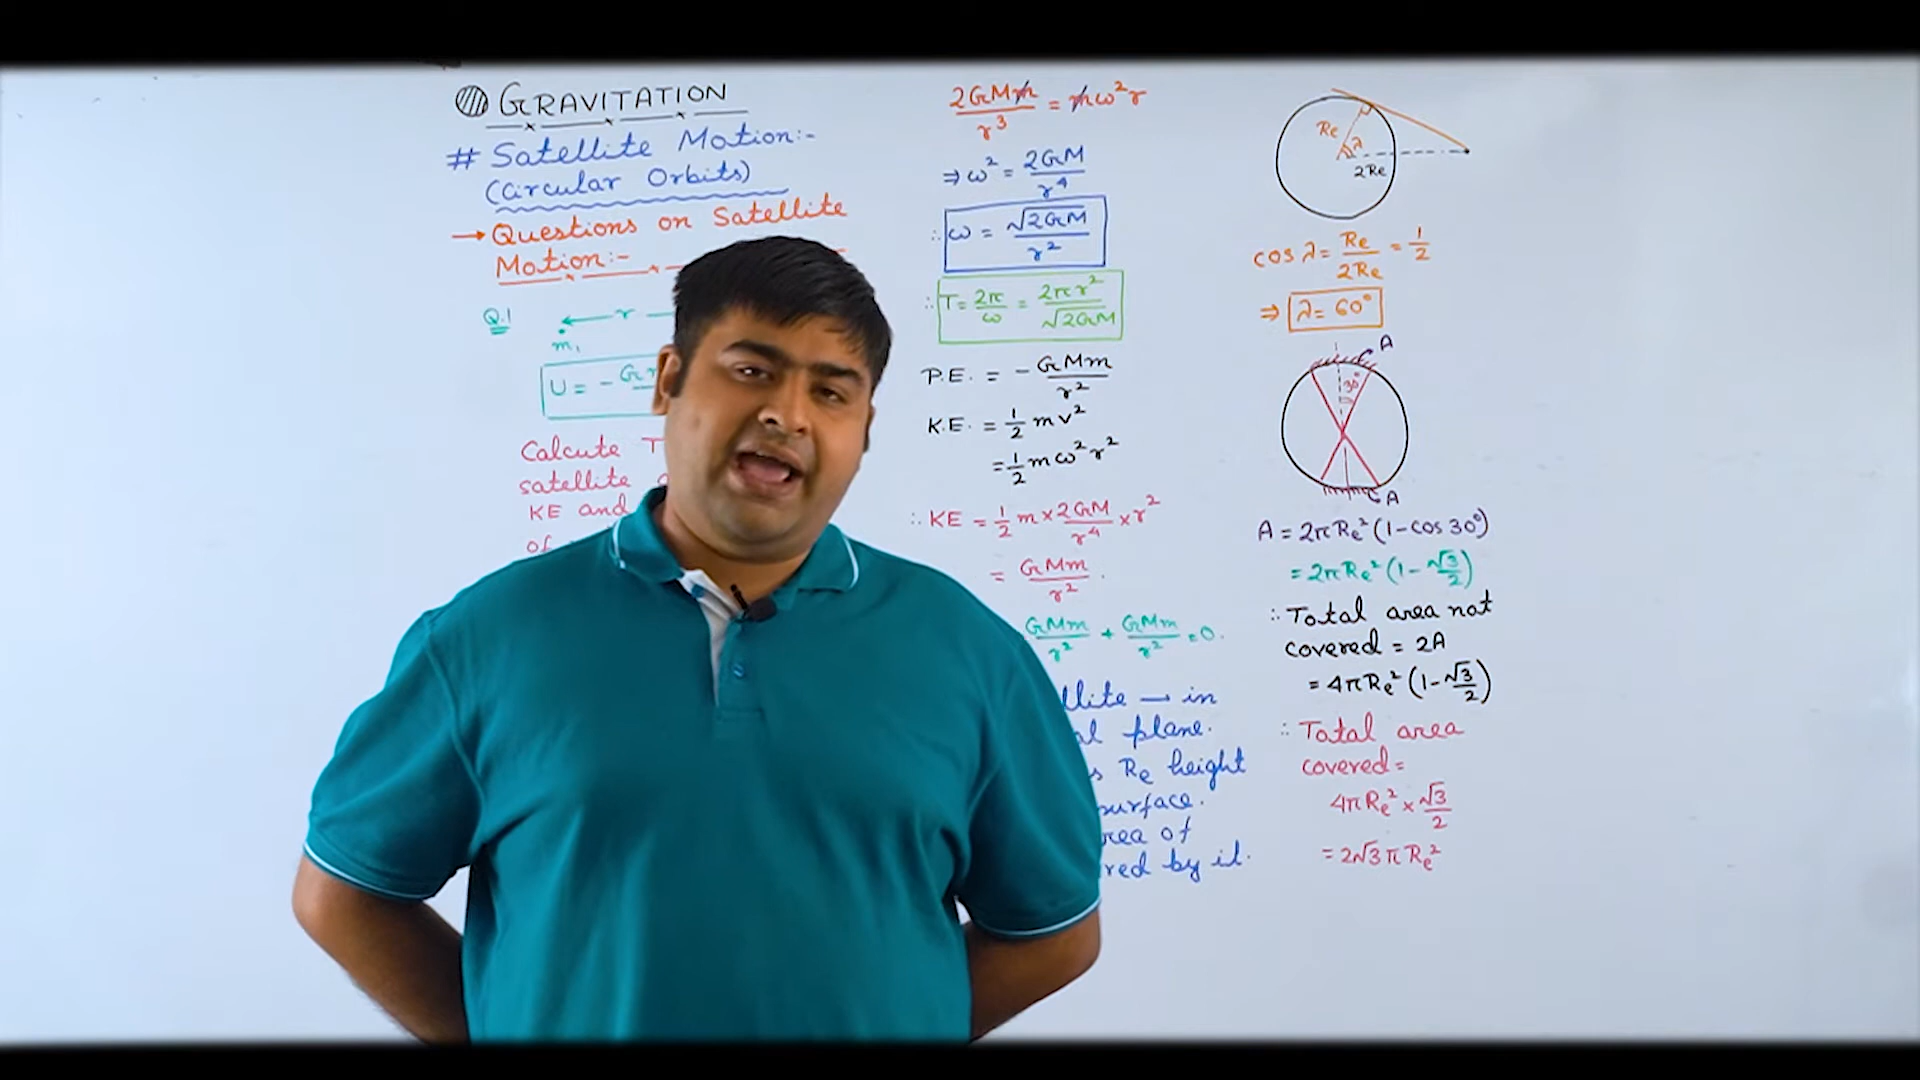 GRAVITATION
# Satellite Motion:-
(Circular Orbits)
→ Questions on Satellite
Motion:-
Q.1
r
m₁
U = - G
Calcute T
satellite
KE and
of
2GMm/r³ = mω²r
⇒ ω² = 2GM/r⁴
∴ ω = √2GM/r²
∴ T = 2π/ω = 2πr²/√2GM
P.E. = - GMm/r²
K.E. = 1/2 mv²
= 1/2 mω²r²
∴ KE = 1/2 m × 2GM/r⁴ × r²
= GMm/r² .
GMm/r² + GMm/r² = 0.
llite → in
al plane.
s Re height
surface.
rea of
red by it.
Re
λ
2Re
cos λ = Re/2Re = 1/2
⇒ λ = 60°
A
30°
A
A = 2πRe²(1-cos 30°)
= 2πRe²(1-√3/2)
∴ Total area not
covered = 2A
= 4πRe²(1-√3/2)
∴ Total area
covered =
4πRe² × √3/2
= 2√3πRe²